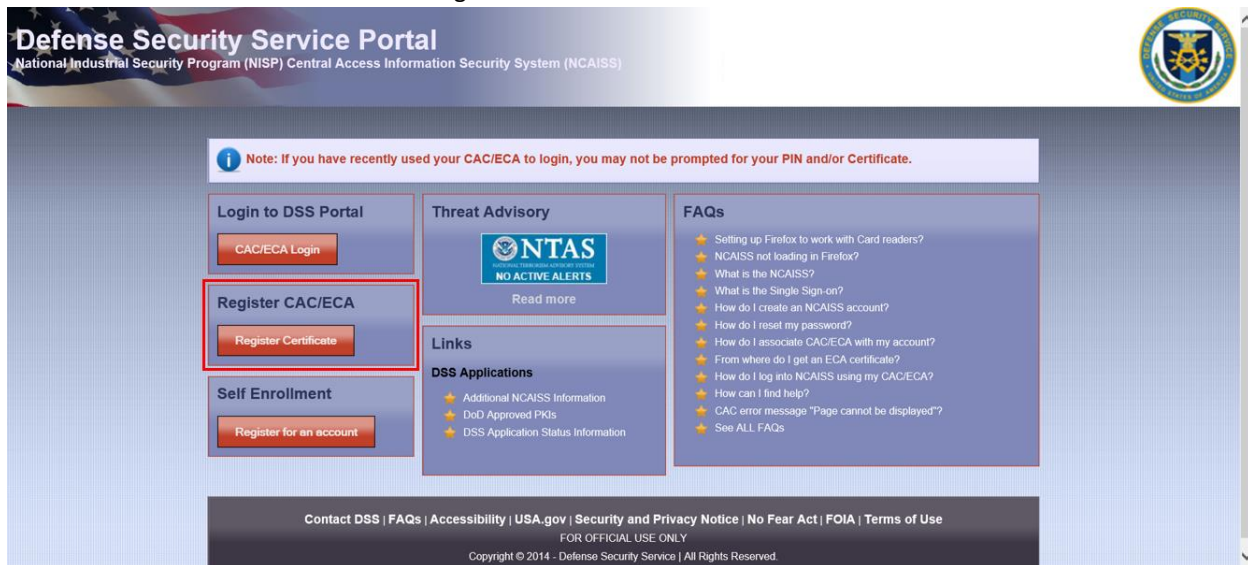 Defense Security Service Portal
National Industrial Security Program (NISP) Central Access Information Security System (NCAISS)
Note: If you have recently used your CAC/ECA to login, you may not be prompted for your PIN and/or Certificate.
Login to DSS Portal
CAC/ECA Login
Register CAC/ECA
Register Certificate
Self Enrollment
Register for an account
Threat Advisory
NTAS
NATIONAL TERRORISM ADVISORY SYSTEM
NO ACTIVE ALERTS
Read more
Links
DSS Applications
Additional NCAISS Information
DoD Approved PKIs
DSS Application Status Information
FAQs
Setting up Firefox to work with Card readers?
NCAISS not loading in Firefox?
What is the NCAISS?
What is the Single Sign-on?
How do I create an NCAISS account?
How do I reset my password?
How do I associate CAC/ECA with my account?
From where do I get an ECA certificate?
How do I log into NCAISS using my CAC/ECA?
How can I find help?
CAC error message "Page cannot be displayed"?
See ALL FAQs
Contact DSS | FAQs | Accessibility | USA.gov | Security and Privacy Notice | No Fear Act | FOIA | Terms of Use
FOR OFFICIAL USE ONLY
Copyright © 2014 - Defense Security Service | All Rights Reserved.